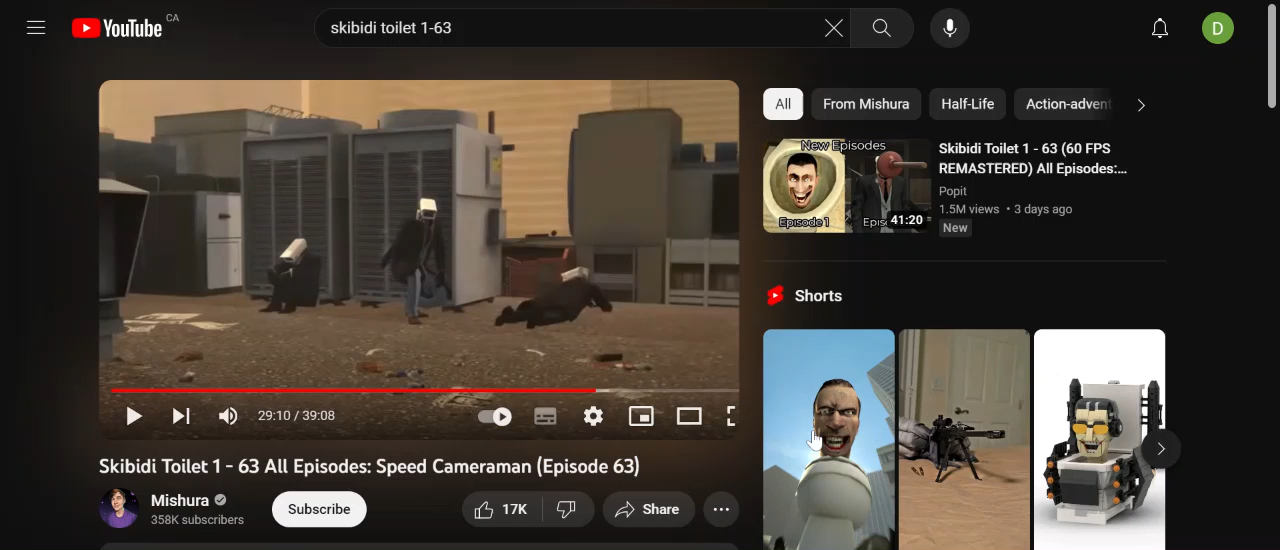 YouTube
CA
skibidi toilet 1-63
D
All
From Mishura
Half-Life
Action-advent
New Episodes
Episode 1
Epis
41:20
Skibidi Toilet 1 - 63 (60 FPS
REMASTERED) All Episodes:...
Popit
1.5M views • 3 days ago
New
Shorts
29:10 / 39:08
Skibidi Toilet 1 - 63 All Episodes: Speed Cameraman (Episode 63)
Mishura
358K subscribers
Subscribe
17K
Share